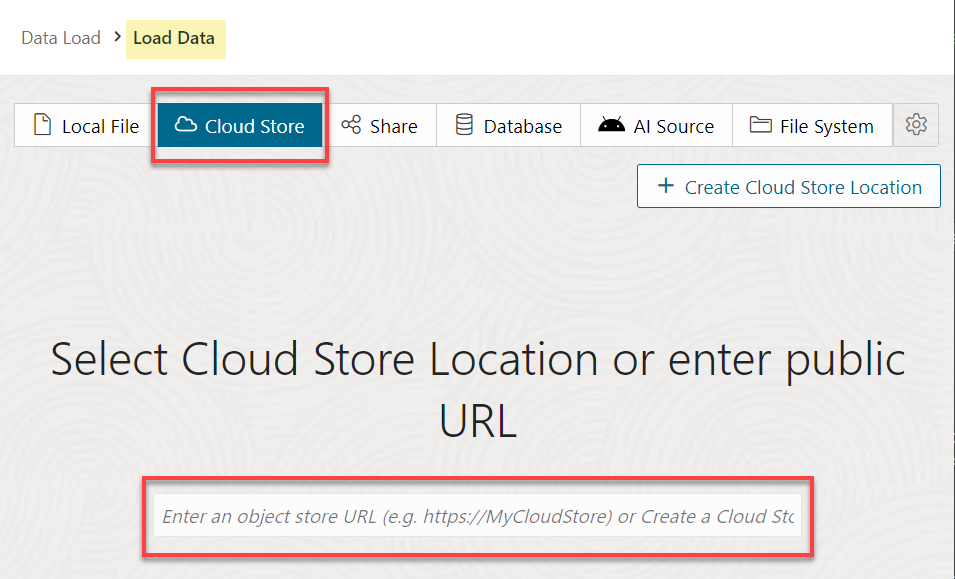 Data Load > Load Data
Local File Cloud Store Share Database AI Source File System
+ Create Cloud Store Location
Select Cloud Store Location or enter public
URL
Enter an object store URL (e.g. https://MyCloudStore) or Create a Cloud Sto